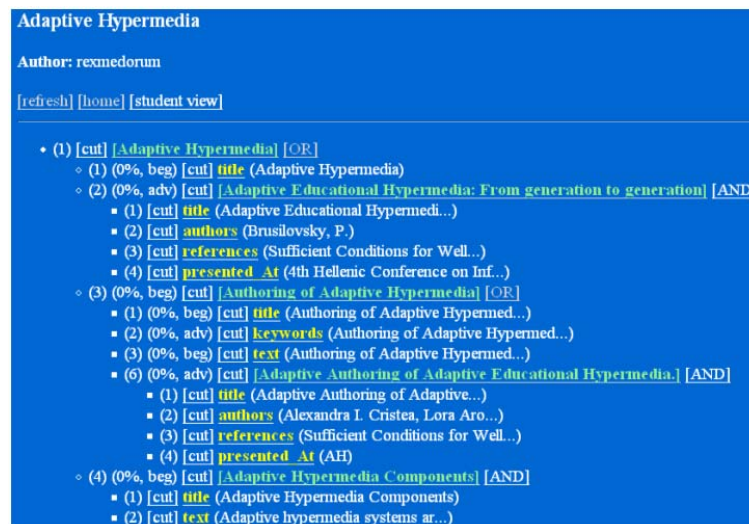 Adaptive Hypermedia
Author: rexmedorum
[refresh] [home] [student view]
(1) [cut] [Adaptive Hypermedia] [OR]
(1) (0%, beg) [cut] title (Adaptive Hypermedia)
(2) (0%, adv) [cut] [Adaptive Educational Hypermedia: From generation to generation] [AND
(1) [cut] title (Adaptive Educational Hypermedi...)
(2) [cut] authors (Brusilovsky, P.)
(3) [cut] references (Sufficient Conditions for Well...)
(4) [cut] presented_At (4th Hellenic Conference on Inf...)
(3) (0%, beg) [cut] [Authoring of Adaptive Hypermedia] [OR]
(1) (0%, beg) [cut] title (Authoring of Adaptive Hypermed...)
(2) (0%, adv) [cut] keywords (Authoring of Adaptive Hypermed...)
(3) (0%, beg) [cut] text (Authoring of Adaptive Hypermed...)
(6) (0%, adv) [cut] [Adaptive Authoring of Adaptive Educational Hypermedia.] [AND]
(1) [cut] title (Adaptive Authoring of Adaptive...)
(2) [cut] authors (Alexandra I. Cristea, Lora Aro...)
(3) [cut] references (Sufficient Conditions for Well...)
(4) [cut] presented_At (AH)
(4) (0%, beg) [cut] [Adaptive Hypermedia Components] [AND]
(1) [cut] title (Adaptive Hypermedia Components)
(2) [cut] text (Adaptive hypermedia systems ar...)